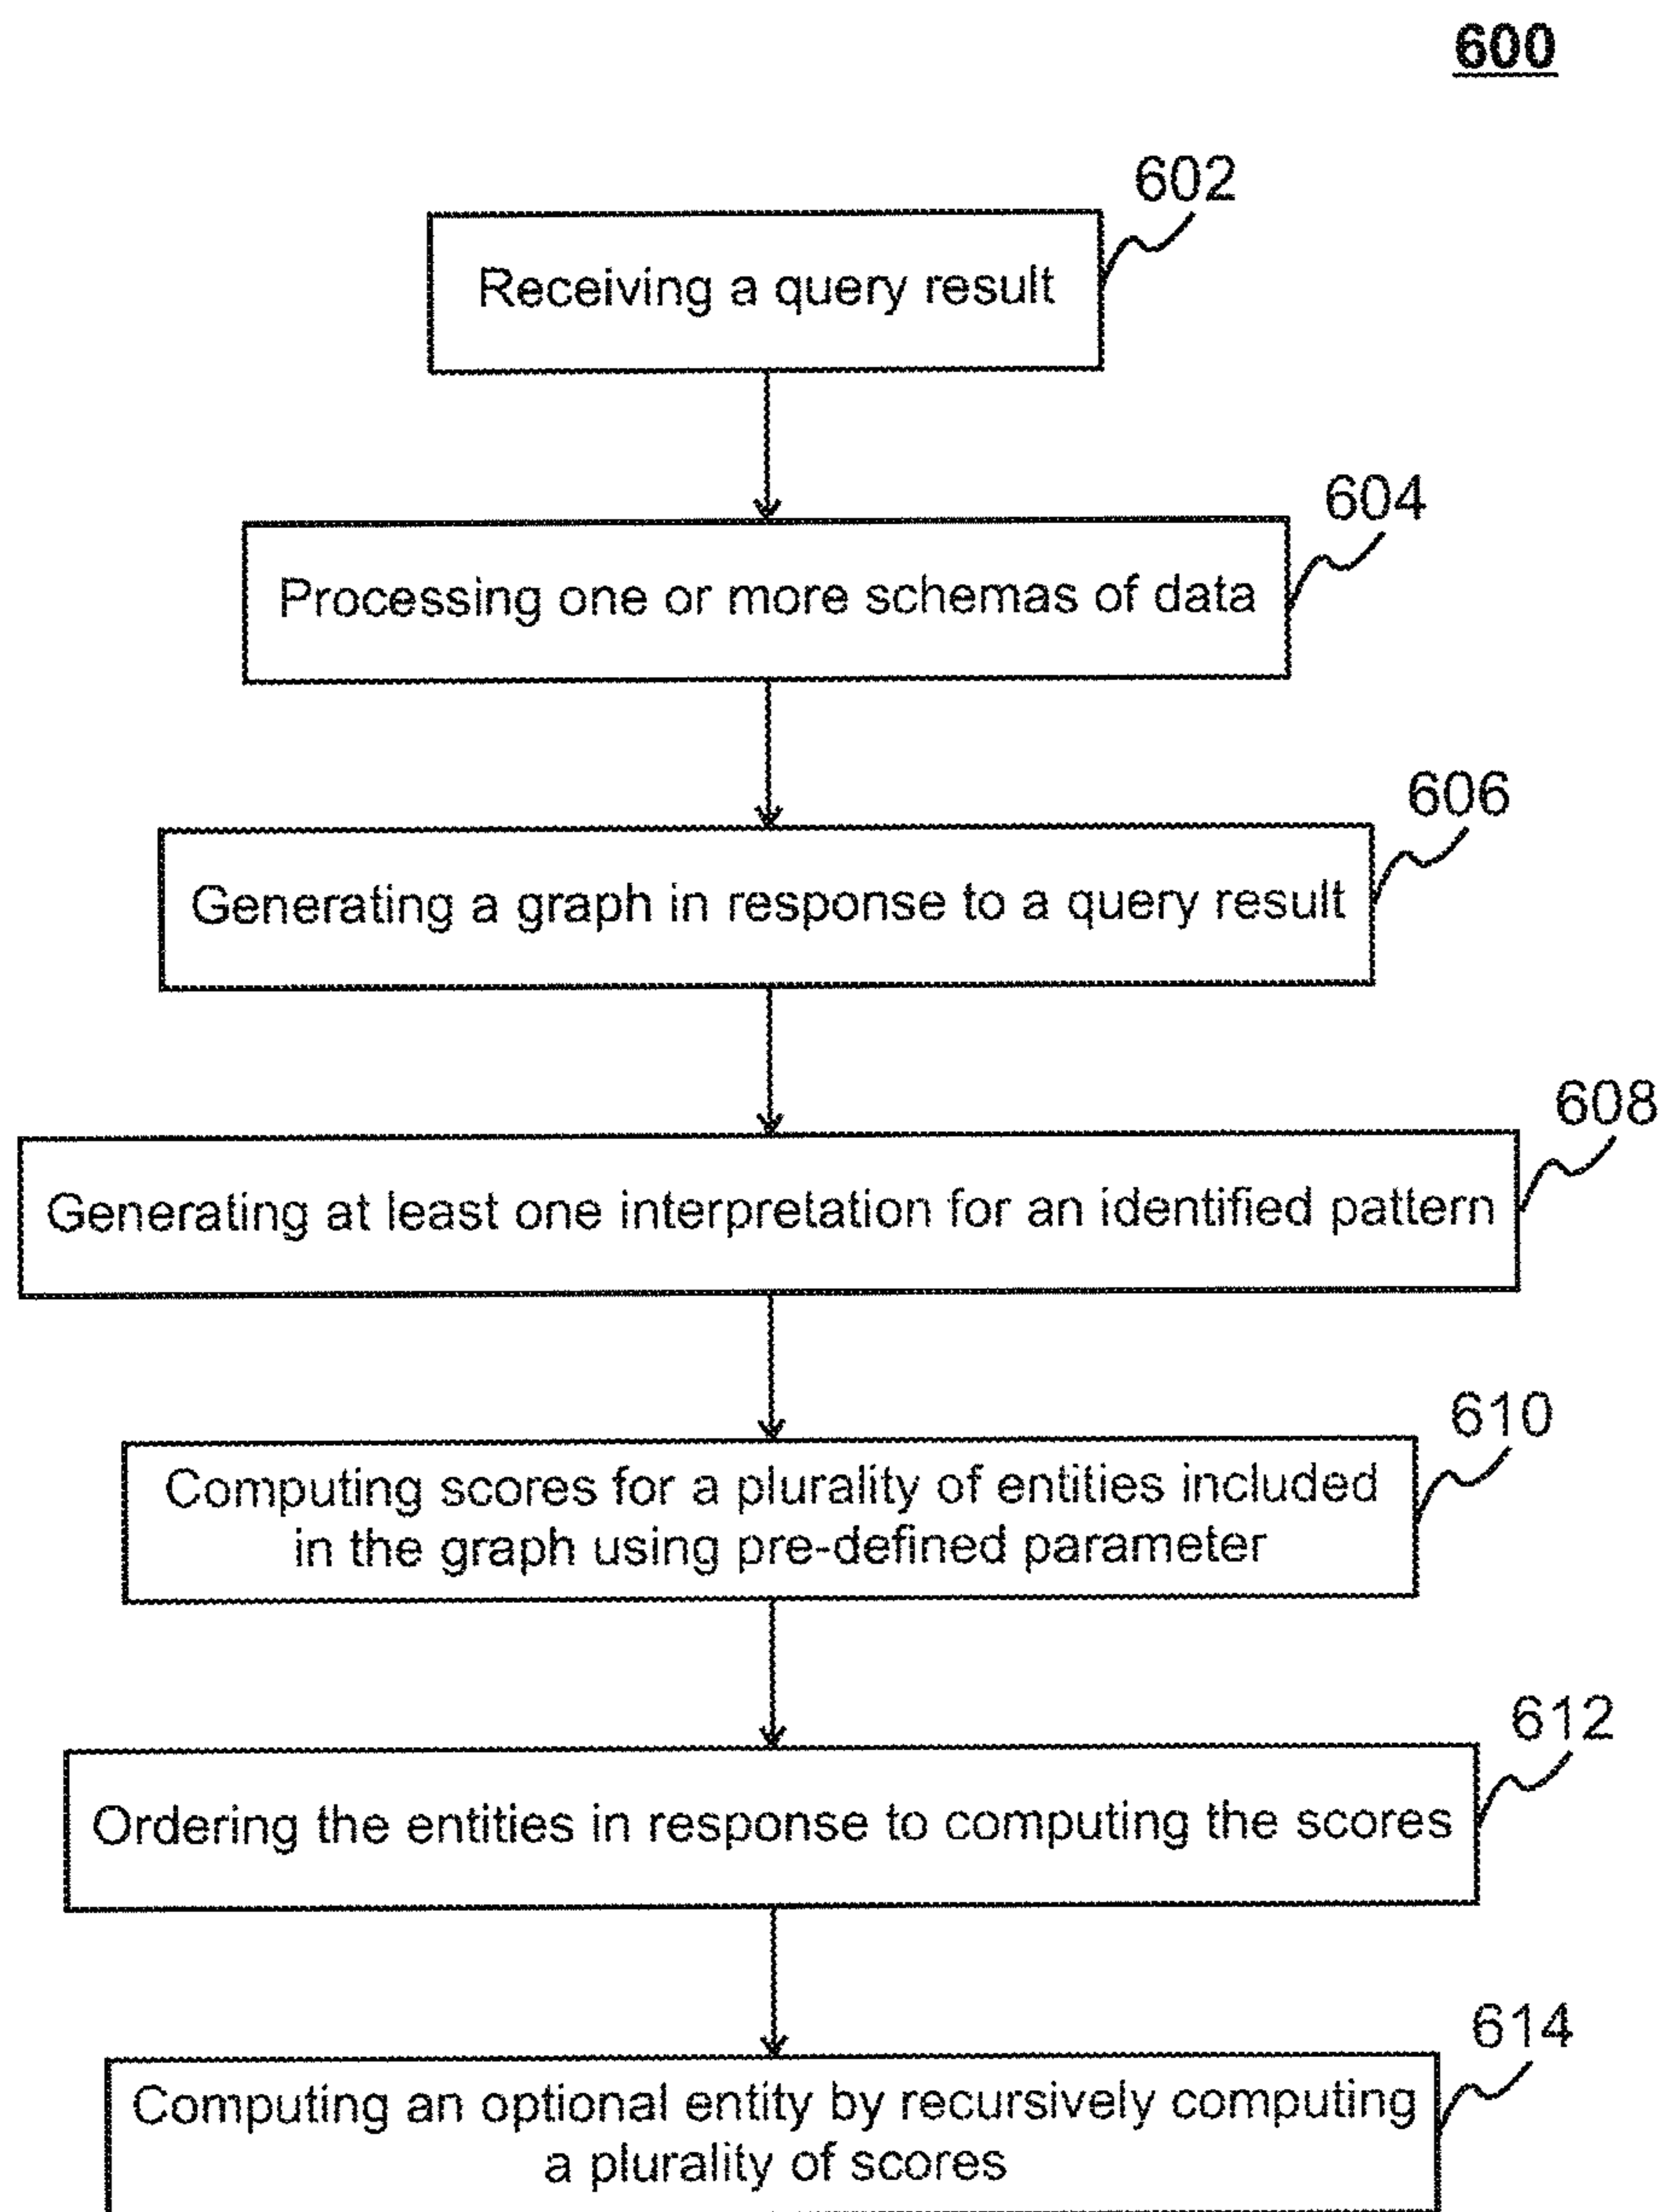 600
602
Receiving a query result
604
Processing one or more schemas of data
606
Generating a graph in response to a query result
608
Generating at least one interpretation for an identified pattern
610
Computing scores for a plurality of entities included
in the graph using pre-defined parameter
612
Ordering the entities in response to computing the scores
614
Computing an optional entity by recursively computing
a plurality of scores